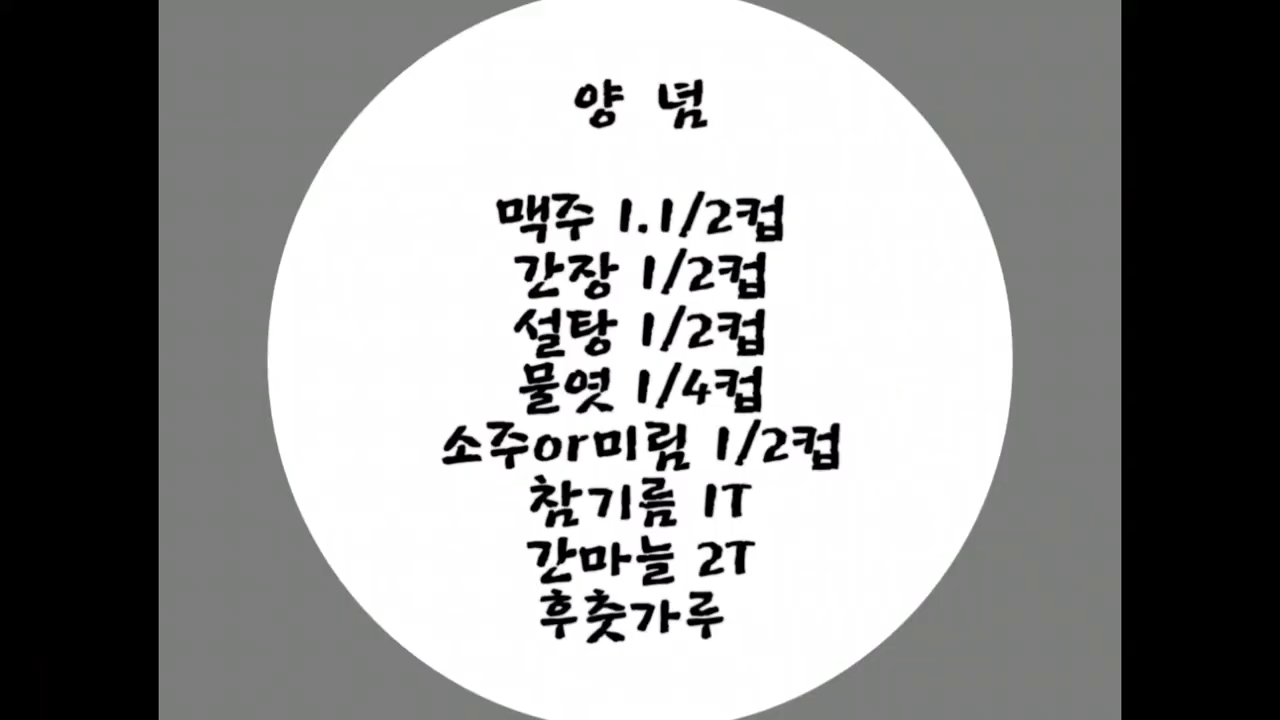 양 념
맥주 1.1/2컵
간장 1/2컵
설탕 1/2컵
물엿 1/4컵
소주or미림 1/2컵
참기름 1T
간마늘 2T
후춧가루